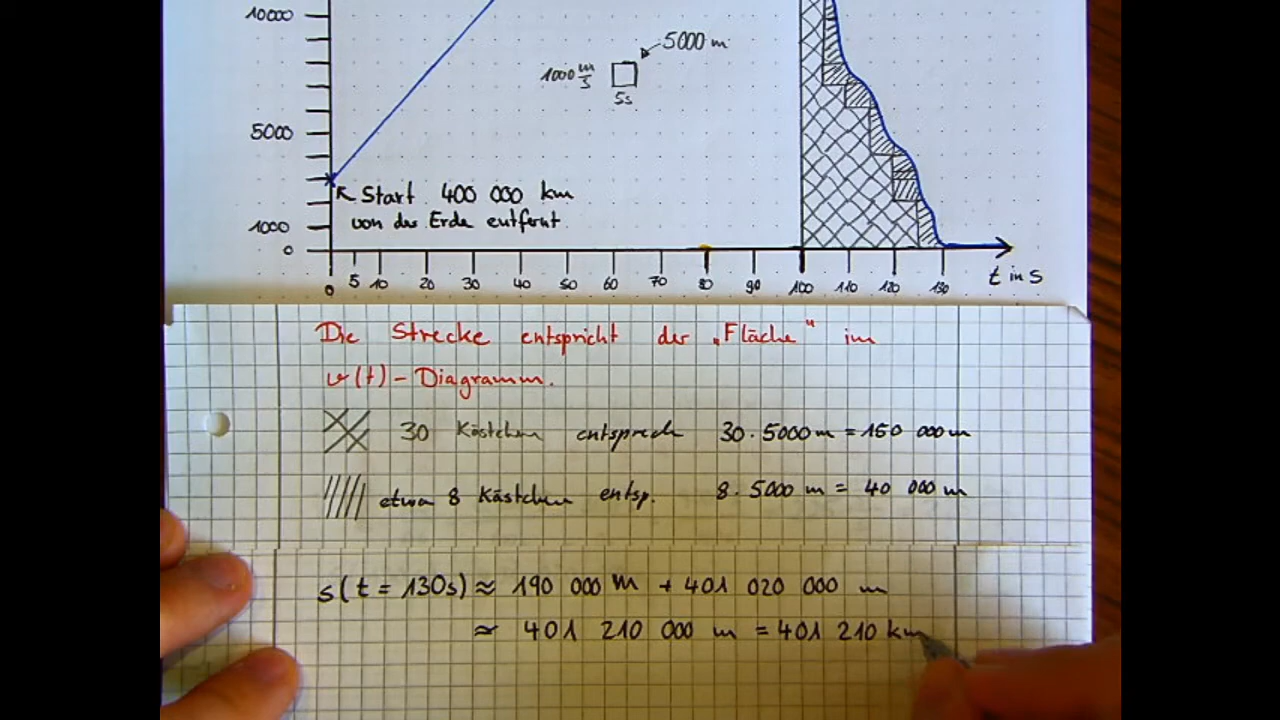 10000
5000 m
1000 m/s
5s
5000
Start 400 000 km
von der Erde entfernt
1000
0
0 5 10 20 30 40 50 60 70 80 90 100 110 120 130
t in s
Die Strecke entspricht der „Fläche" im
v(t)-Diagramm.
30 Kästchen entsprech 30 · 5000 m = 150 000 m
etwa 8 Kästchen entsp. 8 · 5000 m = 40 000 m
s(t = 130s) ≈ 190 000 m + 401 020 000 m
≈ 401 210 000 m = 401 210 km